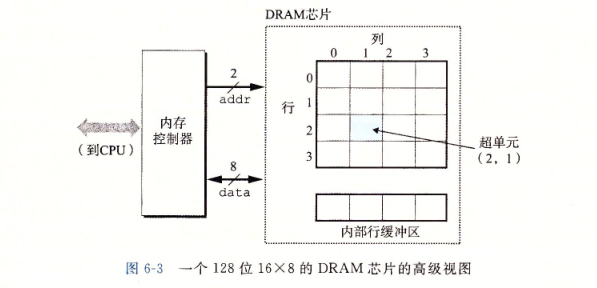 DRAM芯片
列
0 1 2 3
2
addr
0
1
行
2
3
内存
控制器
（到CPU）
超单元
（2，1）
8
data
内部行缓冲区
图 6-3 一个 128 位 16×8 的 DRAM 芯片的高级视图